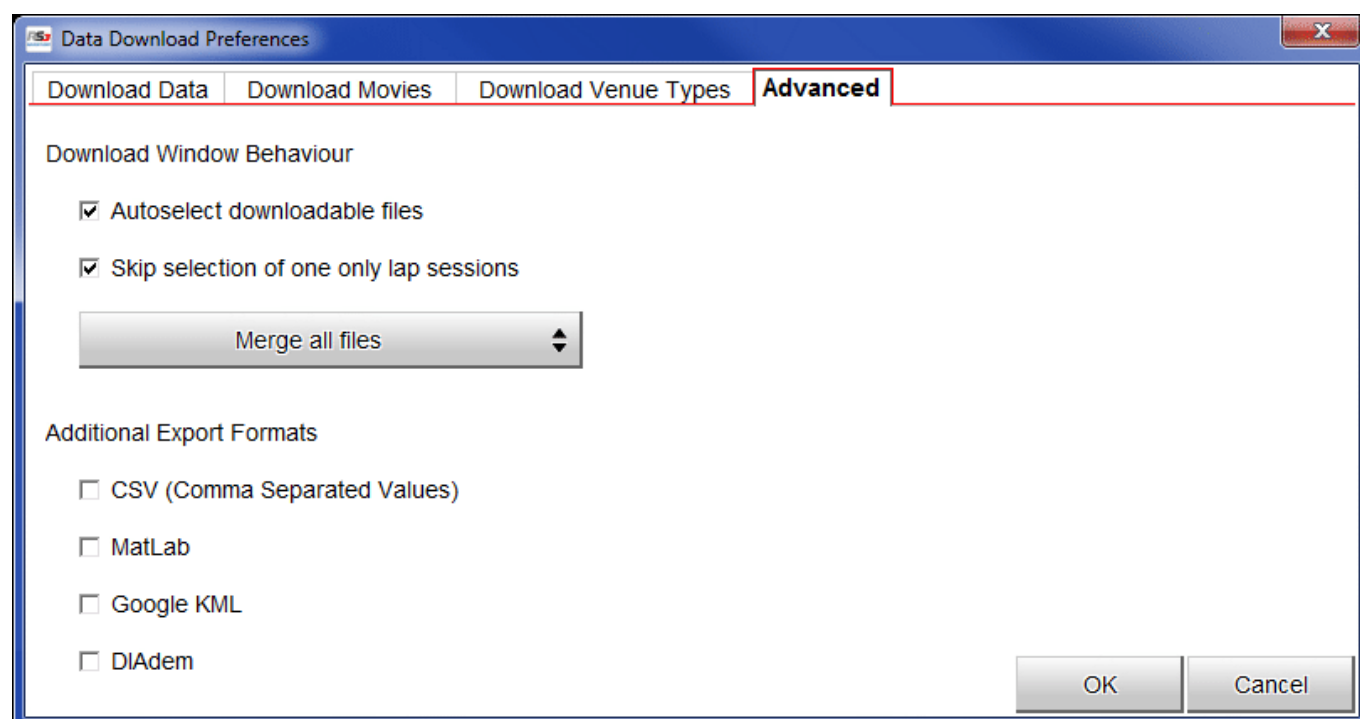 Data Download Preferences
Download Data Download Movies Download Venue Types Advanced
Download Window Behaviour
Autoselect downloadable files
Skip selection of one only lap sessions
Merge all files
Additional Export Formats
CSV (Comma Separated Values)
MatLab
Google KML
DIAdem
OK Cancel